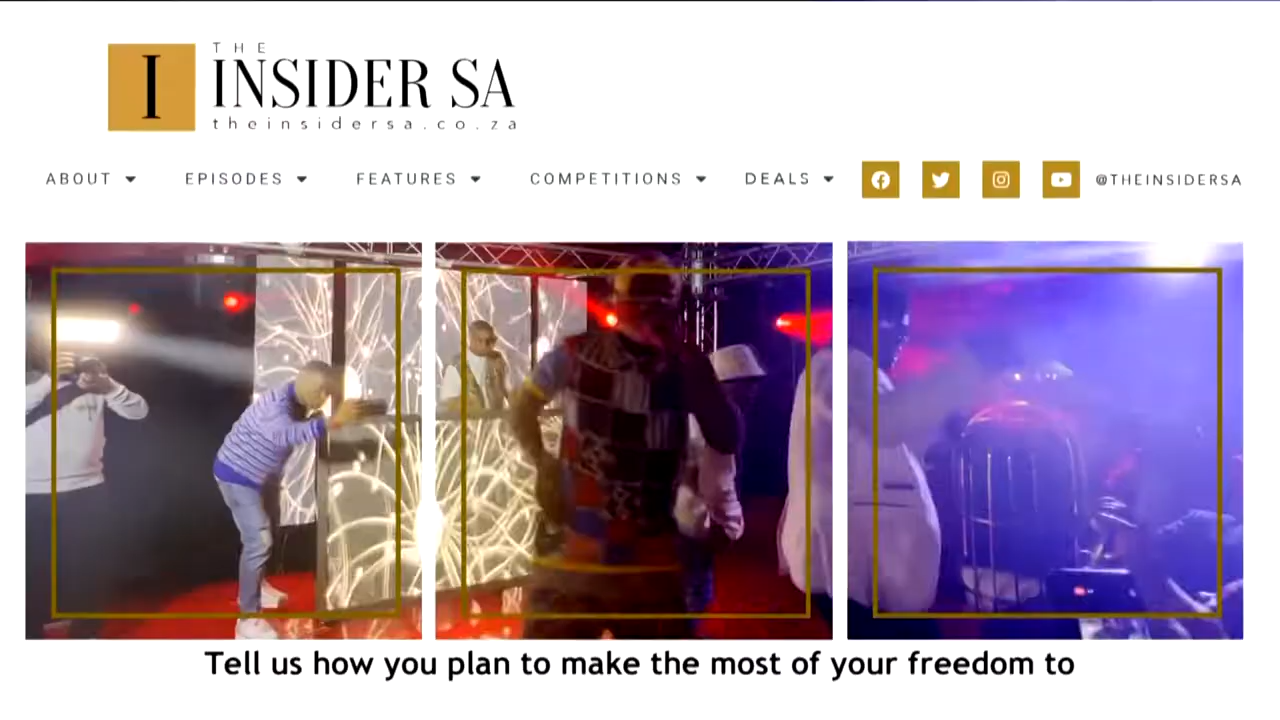 THE
I
INSIDER SA
theinsidersa.co.za
ABOUT EPISODES FEATURES COMPETITIONS DEALS @THEINSIDERSA
Tell us how you plan to make the most of your freedom to